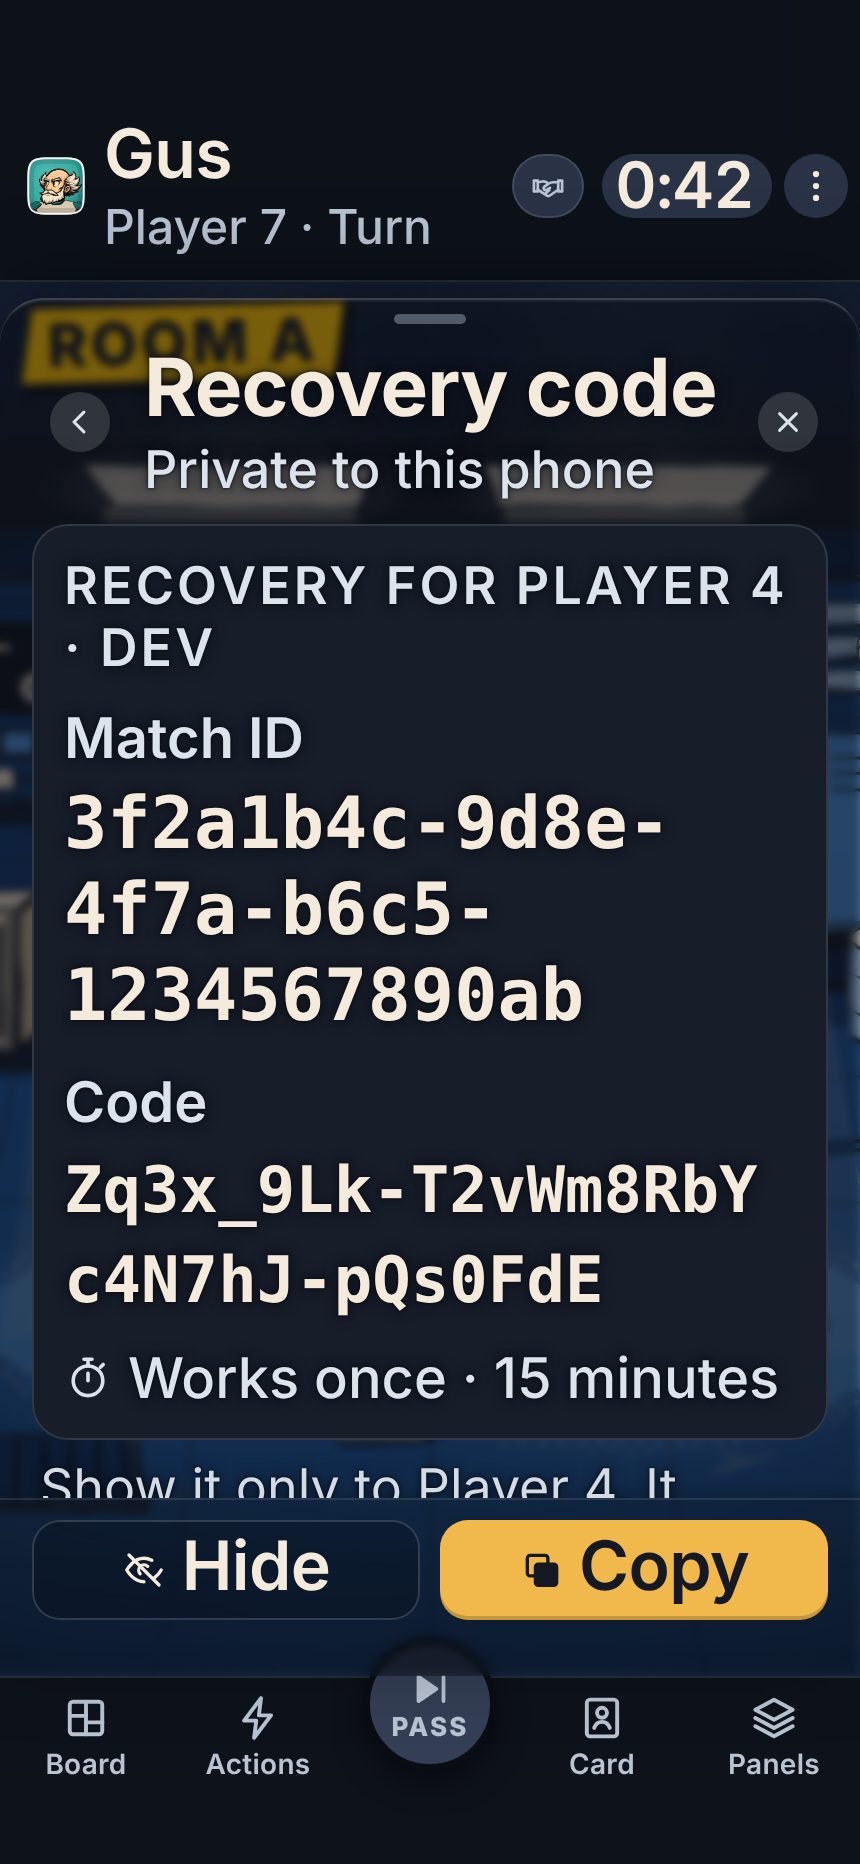 Gus
Player 7 · Turn
0:42
ROOM A
Recovery code
Private to this phone
RECOVERY FOR PLAYER 4
· DEV
Match ID
3f2a1b4c-9d8e-
4f7a-b6c5-
1234567890ab
Code
Zq3x_9Lk-T2vWm8RbY
c4N7hJ-pQs0FdE
Works once · 15 minutes
Show it only to Player 4. It
Hide
Copy
PASS
Board
Actions
Card
Panels